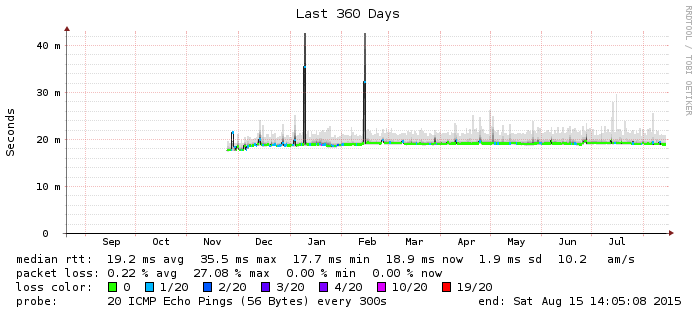 Last 360 Days
RRDTOOL / TOBI OETIKER
Seconds
40 m
30 m
20 m
10 m
0
Sep Oct Nov Dec Jan Feb Mar Apr May Jun Jul
median rtt: 19.2 ms avg 35.5 ms max 17.7 ms min 18.9 ms now 1.9 ms sd 10.2 am/s
packet loss: 0.22 % avg 27.08 % max 0.00 % min 0.00 % now
loss color: 0 1/20 2/20 3/20 4/20 10/20 19/20
probe: 20 ICMP Echo Pings (56 Bytes) every 300s end: Sat Aug 15 14:05:08 2015